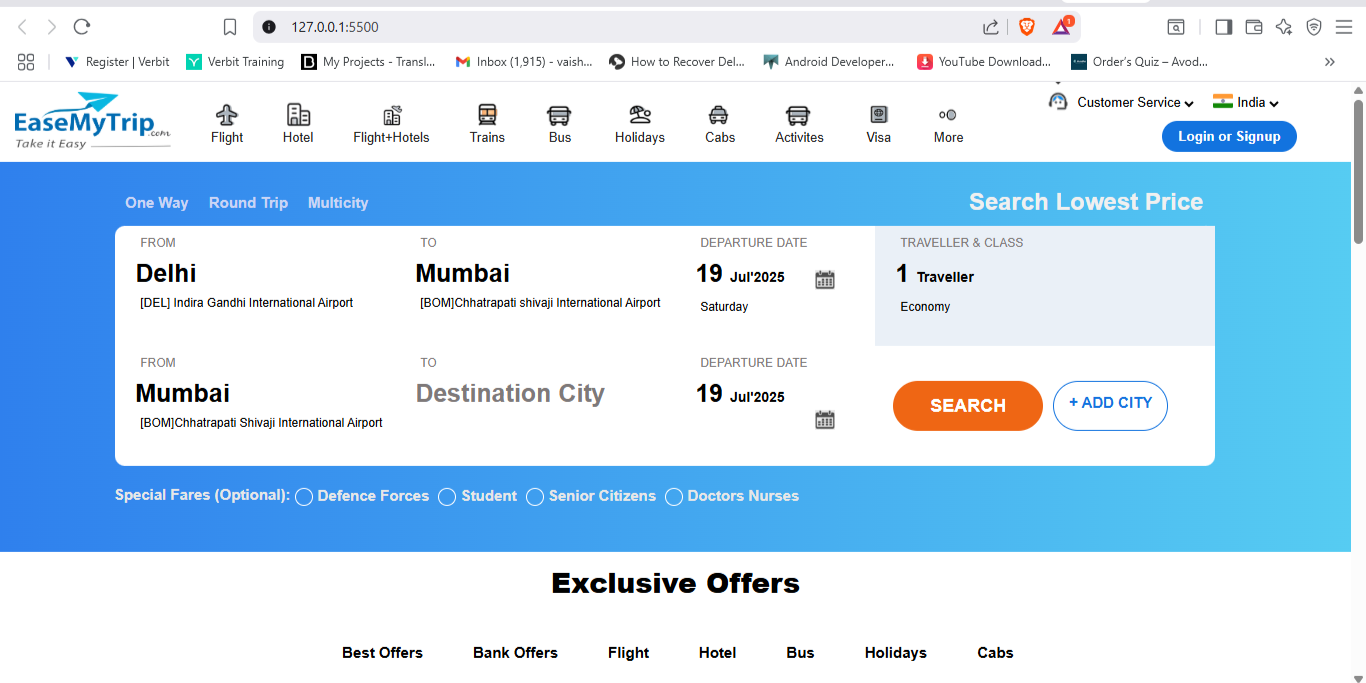 127.0.0.1:5500
1
Register | Verbit
Verbit Training
My Projects - Transl...
Inbox (1,915) - vaish...
How to Recover Del...
Android Developer...
YouTube Download...
Order's Quiz – Avod...
EaseMyTrip.com
Take it Easy
Flight
Hotel
Flight+Hotels
Trains
Bus
Holidays
Cabs
Activites
Visa
More
Customer Service
India
Login or Signup
One Way
Round Trip
Multicity
Search Lowest Price
FROM
Delhi
[DEL] Indira Gandhi International Airport
TO
Mumbai
[BOM]Chhatrapati shivaji International Airport
DEPARTURE DATE
19 Jul'2025
Saturday
TRAVELLER & CLASS
1 Traveller
Economy
FROM
Mumbai
[BOM]Chhatrapati Shivaji International Airport
TO
Destination City
DEPARTURE DATE
19 Jul'2025
SEARCH
+ ADD CITY
Special Fares (Optional):
Defence Forces
Student
Senior Citizens
Doctors Nurses
Exclusive Offers
Best Offers
Bank Offers
Flight
Hotel
Bus
Holidays
Cabs